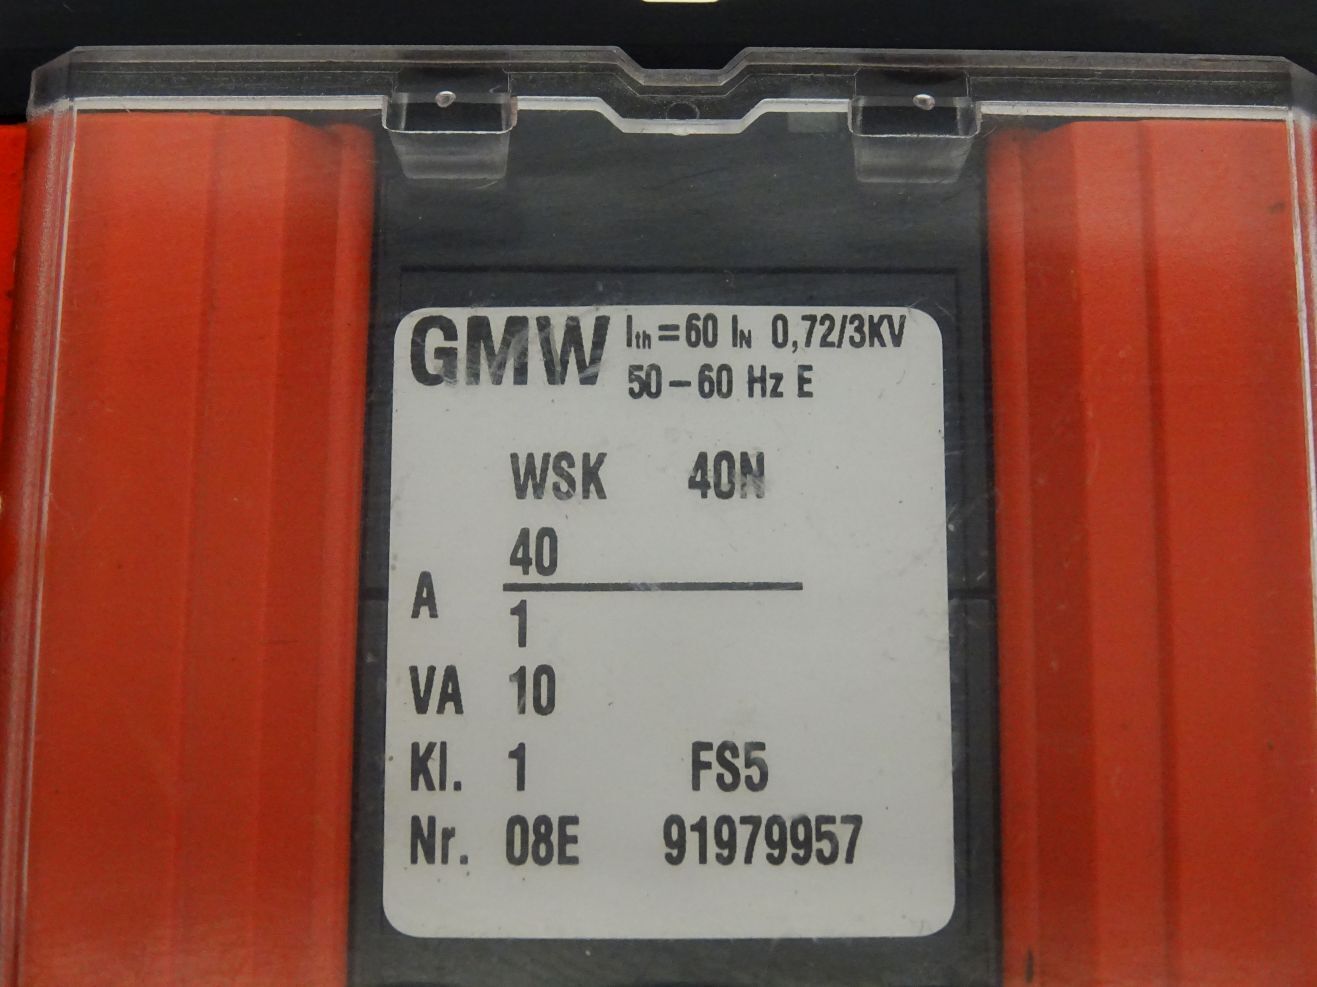 GMW Ith=60 IN 0,72/3KV
50-60 Hz E
WSK 40N
40
A
1
VA 10
Kl. 1 FS5
Nr. 08E 91979957